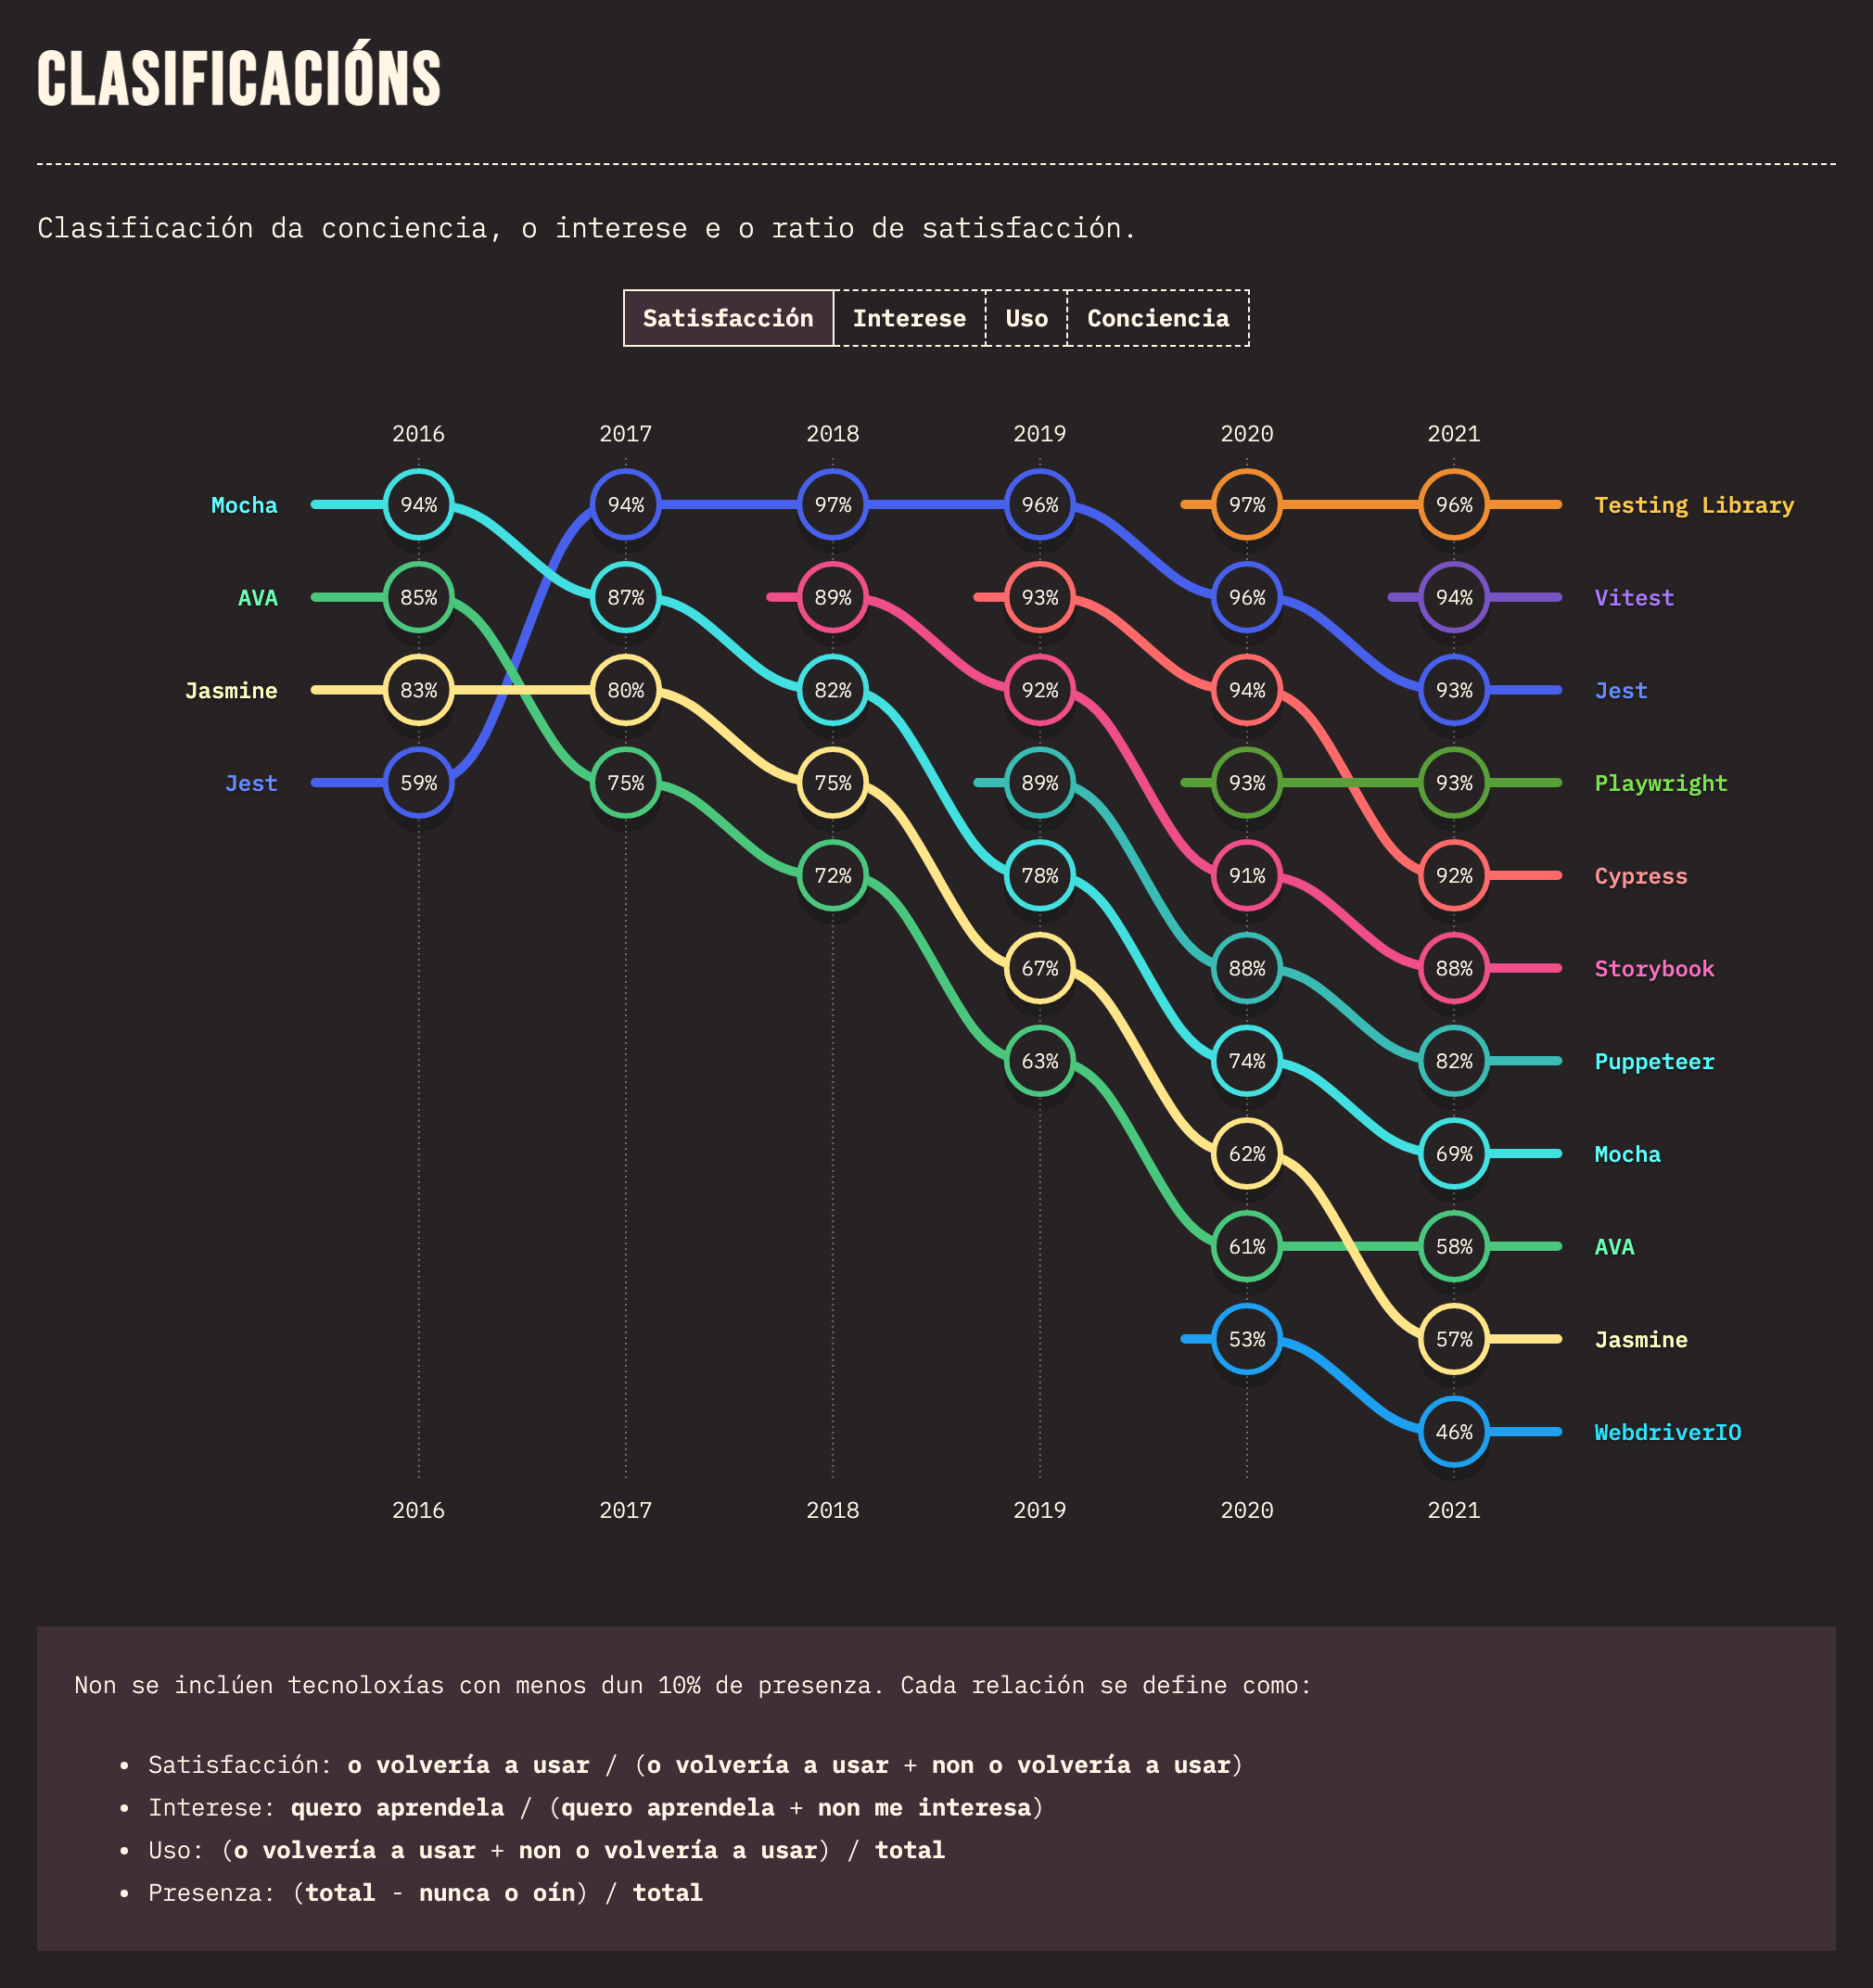 CLASIFICACIÓNS
Clasificación da conciencia, o interese e o ratio de satisfacción.
Satisfacción Interese Uso Conciencia
2016 2017 2018 2019 2020 2021
Mocha 94% 94% 97% 96% 97% 96% Testing Library
AVA 85% 87% 89% 93% 96% 94% Vitest
Jasmine 83% 80% 82% 92% 94% 93% Jest
Jest 59% 75% 75% 89% 93% 93% Playwright
72% 78% 91% 92% Cypress
67% 88% 88% Storybook
63% 74% 82% Puppeteer
62% 69% Mocha
61% 58% AVA
53% 57% Jasmine
46% WebdriverIO
2016 2017 2018 2019 2020 2021
Non se inclúen tecnoloxías con menos dun 10% de presenza. Cada relación se define como:
• Satisfacción: o volvería a usar / (o volvería a usar + non o volvería a usar)
• Interese: quero aprendela / (quero aprendela + non me interesa)
• Uso: (o volvería a usar + non o volvería a usar) / total
• Presenza: (total - nunca o oín) / total